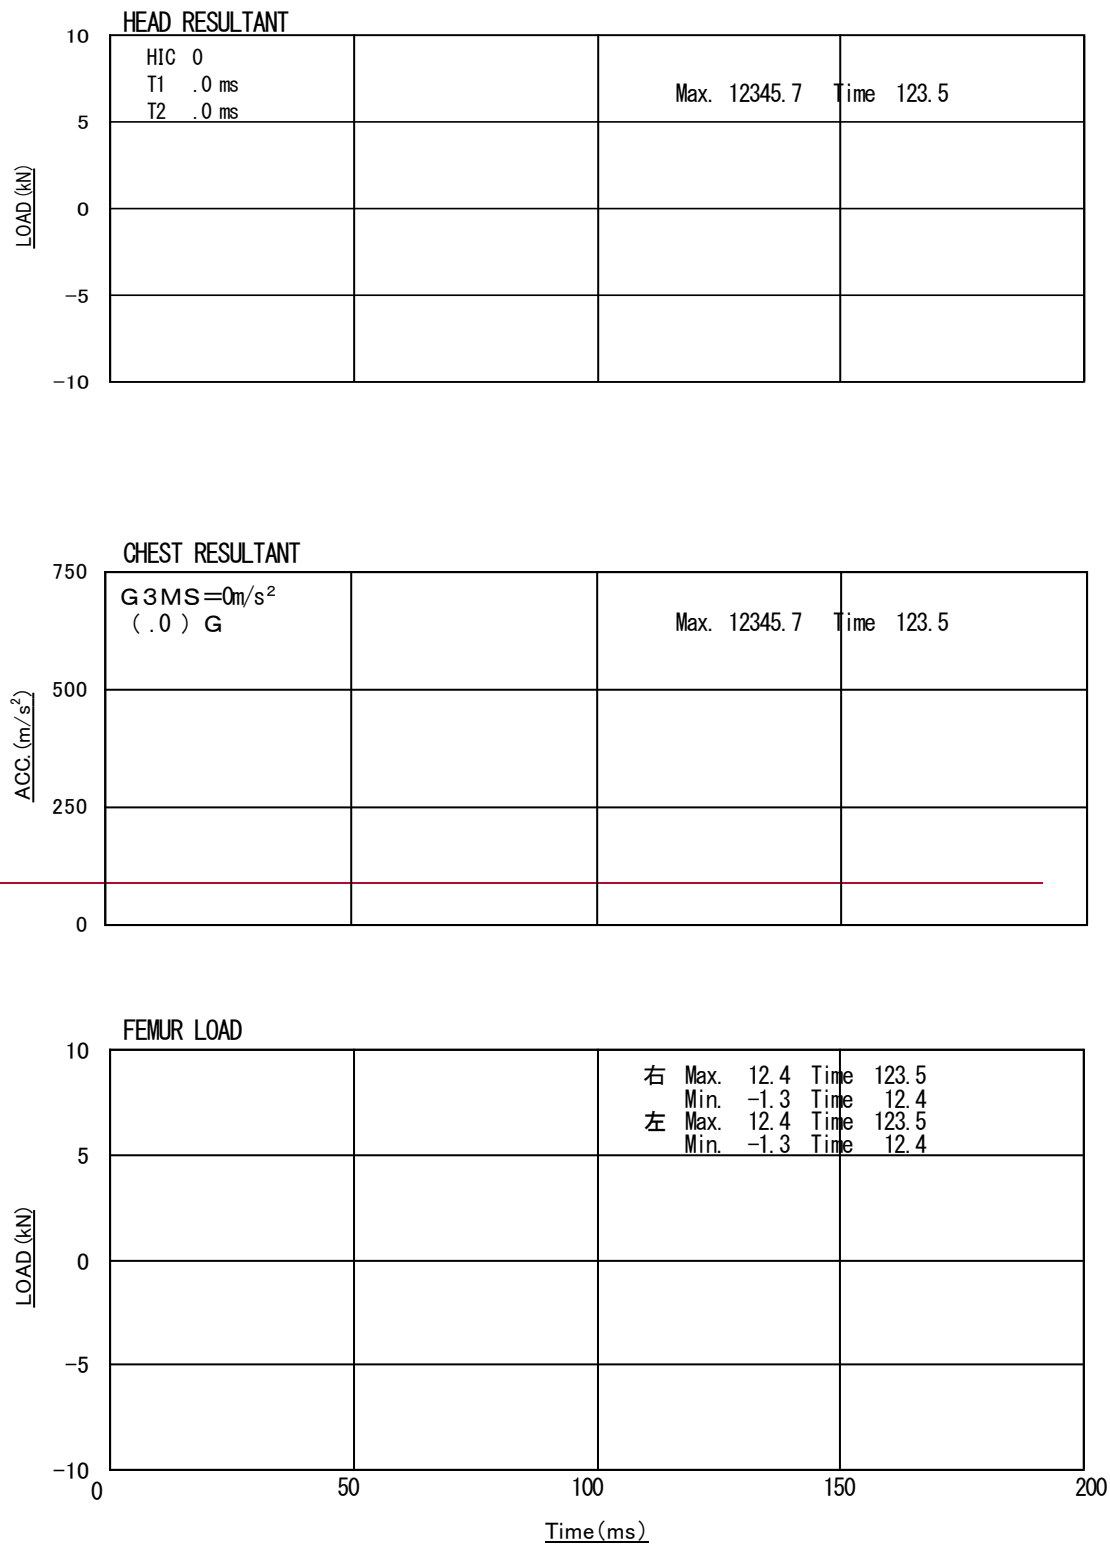 HEAD RESULTANT
10
HIC 0
T1 .0 ms
T2 .0 ms
Max. 12345.7 Time 123.5
5
0
-5
-10
LOAD(kN)
CHEST RESULTANT
750
G3MS=0m/s²
(.0) G
Max. 12345.7 Time 123.5
500
250
0
ACC.(m/s²)
FEMUR LOAD
10
右 Max. 12.4 Time 123.5
Min. -1.3 Time 12.4
左 Max. 12.4 Time 123.5
Min. -1.3 Time 12.4
5
0
-5
-10
LOAD(kN)
0 50 100 150 200
Time(ms)